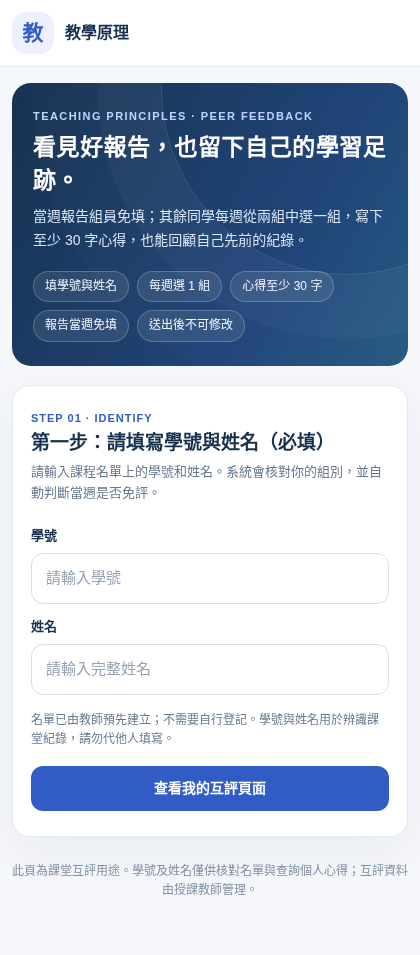 教 教學原理
TEACHING PRINCIPLES · PEER FEEDBACK
看見好報告，也留下自己的學習足
跡。
當週報告組員免填；其餘同學每週從兩組中選一組，寫下
至少 30 字心得，也能回顧自己先前的紀錄。
填學號與姓名 每週選 1 組 心得至少 30 字
報告當週免填 送出後不可修改
STEP 01 · IDENTIFY
第一步：請填寫學號與姓名（必填）
請輸入課程名單上的學號和姓名。系統會核對你的組別，並自
動判斷當週是否免評。
學號
請輸入學號
姓名
請輸入完整姓名
名單已由教師預先建立；不需要自行登記。學號與姓名用於辨識課
堂紀錄，請勿代他人填寫。
查看我的互評頁面
此頁為課堂互評用途。學號及姓名僅供核對名單與查詢個人心得；互評資料
由授課教師管理。